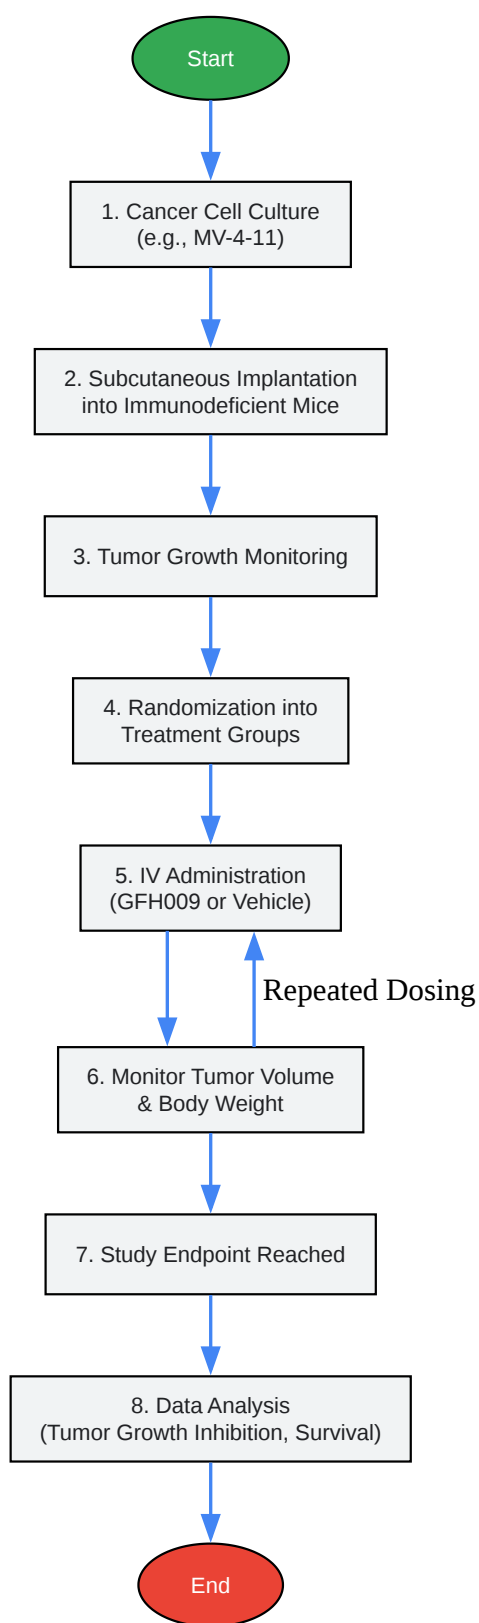 Start
1. Cancer Cell Culture
(e.g., MV-4-11)
2. Subcutaneous Implantation
into Immunodeficient Mice
3. Tumor Growth Monitoring
4. Randomization into
Treatment Groups
5. IV Administration
(GFH009 or Vehicle)
Repeated Dosing
6. Monitor Tumor Volume
& Body Weight
7. Study Endpoint Reached
8. Data Analysis
(Tumor Growth Inhibition, Survival)
End